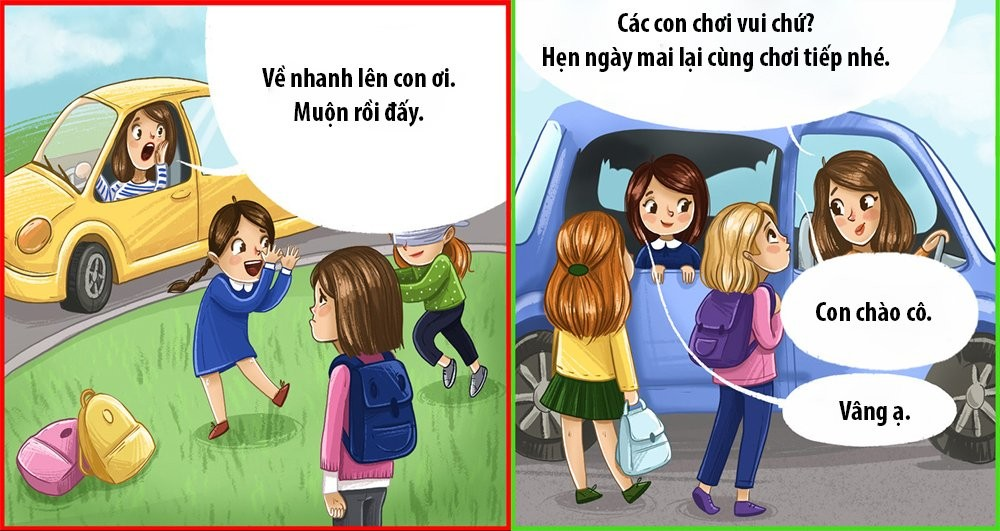 Về nhanh lên con ơi.
Muộn rồi đấy.
Các con chơi vui chứ?
Hẹn ngày mai lại cùng chơi tiếp nhé.
Con chào cô.
Vâng ạ.